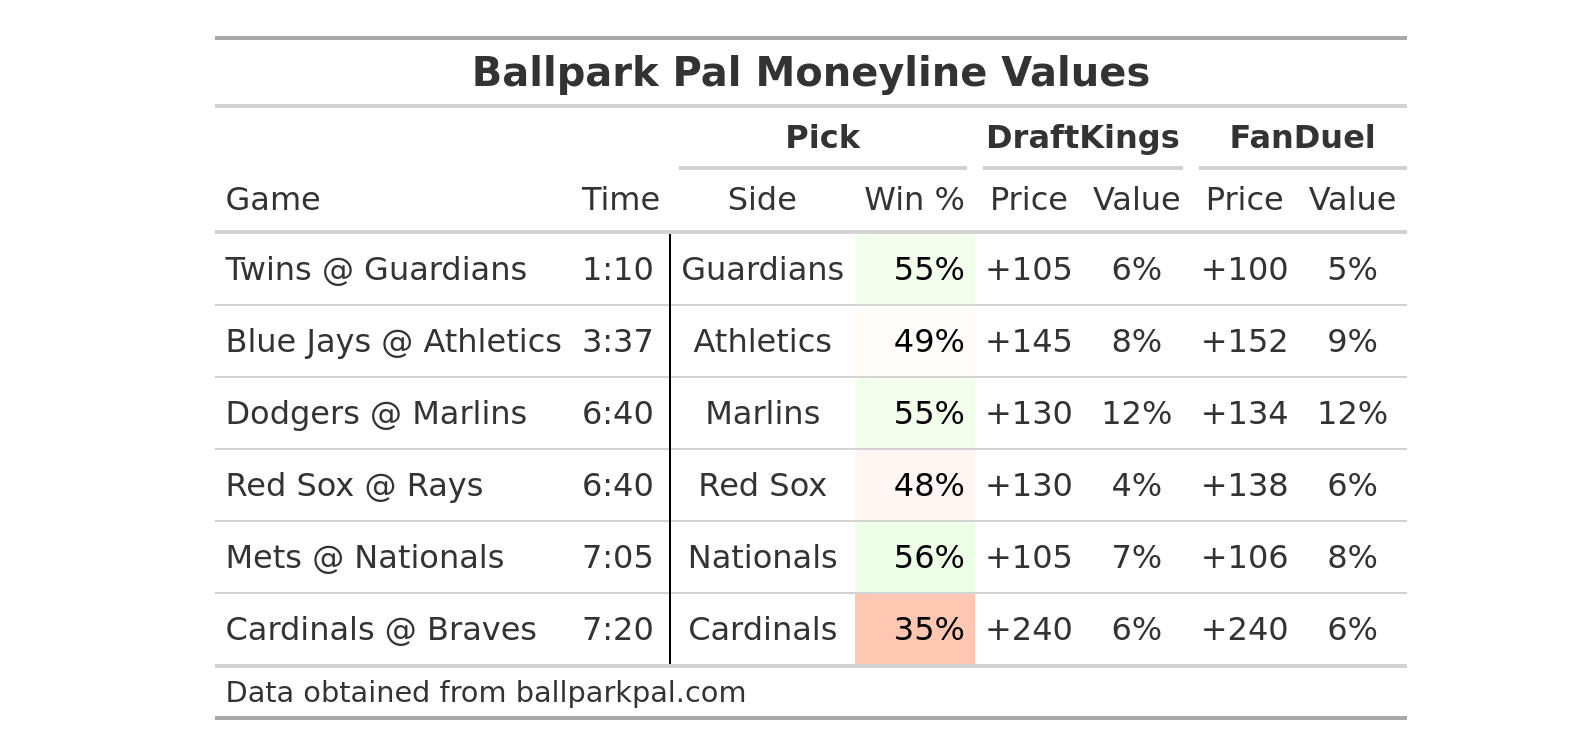 Ballpark Pal Moneyline Values
Pick DraftKings FanDuel
Game Time Side Win % Price Value Price Value
Twins @ Guardians 1:10 Guardians 55% +105 6% +100 5%
Blue Jays @ Athletics 3:37 Athletics 49% +145 8% +152 9%
Dodgers @ Marlins 6:40 Marlins 55% +130 12% +134 12%
Red Sox @ Rays 6:40 Red Sox 48% +130 4% +138 6%
Mets @ Nationals 7:05 Nationals 56% +105 7% +106 8%
Cardinals @ Braves 7:20 Cardinals 35% +240 6% +240 6%
Data obtained from ballparkpal.com